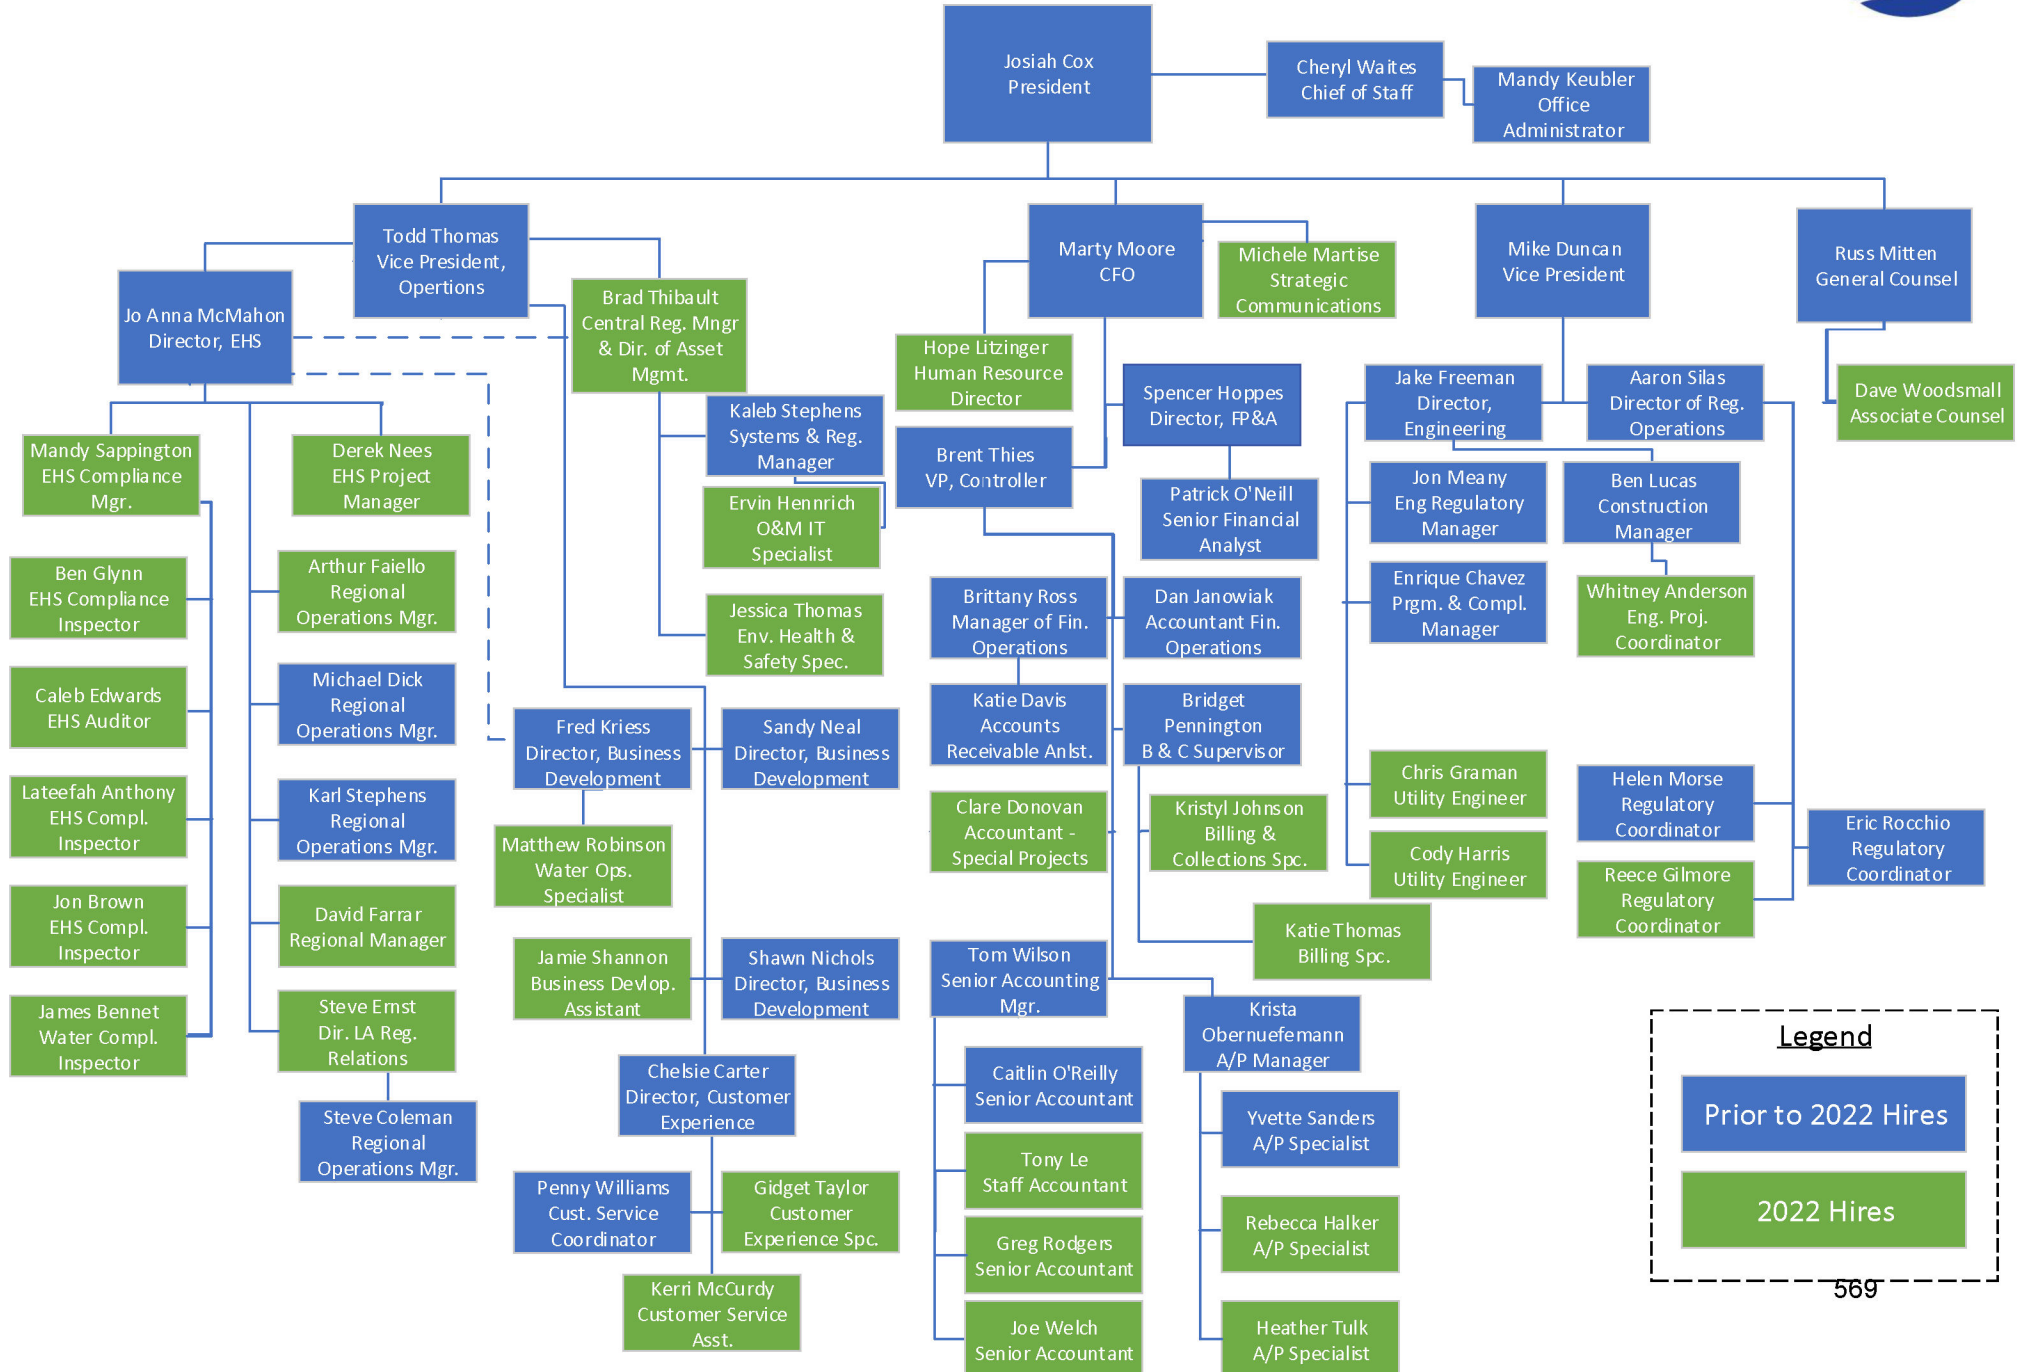 Josiah Cox
President
Cheryl Waites
Chief of Staff
Mandy Keubler
Office
Administrator
Todd Thomas
Vice President,
Opertions
Marty Moore
CFO
Michele Martise
Strategic
Communications
Mike Duncan
Vice President
Russ Mitten
General Counsel
Jo Anna McMahon
Director, EHS
Brad Thibault
Central Reg. Mngr
& Dir. of Asset
Mgmt.
Hope Litzinger
Human Resource
Director
Spencer Hoppes
Director, FP&A
Jake Freeman
Director,
Engineering
Aaron Silas
Director of Reg.
Operations
Dave Woodsmall
Associate Counsel
Mandy Sappington
EHS Compliance
Mgr.
Derek Nees
EHS Project
Manager
Kaleb Stephens
Systems & Reg.
Manager
Brent Thies
VP, Controller
Patrick O'Neill
Senior Financial
Analyst
Jon Meany
Eng Regulatory
Manager
Ben Lucas
Construction
Manager
Ervin Hennrich
O&M IT
Specialist
Ben Glynn
EHS Compliance
Inspector
Arthur Faiello
Regional
Operations Mgr.
Jessica Thomas
Env. Health &
Safety Spec.
Brittany Ross
Manager of Fin.
Operations
Dan Janowiak
Accountant Fin.
Operations
Enrique Chavez
Prgm. & Compl.
Manager
Whitney Anderson
Eng. Proj.
Coordinator
Caleb Edwards
EHS Auditor
Michael Dick
Regional
Operations Mgr.
Fred Kriess
Director, Business
Development
Sandy Neal
Director, Business
Development
Katie Davis
Accounts
Receivable Anlst.
Bridget
Pennington
B & C Supervisor
Lateefah Anthony
EHS Compl.
Inspector
Karl Stephens
Regional
Operations Mgr.
Matthew Robinson
Water Ops.
Specialist
Clare Donovan
Accountant -
Special Projects
Kristyl Johnson
Billing &
Collections Spc.
Chris Graman
Utility Engineer
Helen Morse
Regulatory
Coordinator
Eric Rocchio
Regulatory
Coordinator
Cody Harris
Utility Engineer
Reece Gilmore
Regulatory
Coordinator
Jon Brown
EHS Compl.
Inspector
David Farrar
Regional Manager
Jamie Shannon
Business Devlop.
Assistant
Shawn Nichols
Director, Business
Development
Tom Wilson
Senior Accounting
Mgr.
Katie Thomas
Billing Spc.
James Bennet
Water Compl.
Inspector
Steve Ernst
Dir. LA Reg.
Relations
Krista
Obernuefemann
A/P Manager
Steve Coleman
Regional
Operations Mgr.
Chelsie Carter
Director, Customer
Experience
Caitlin O'Reilly
Senior Accountant
Yvette Sanders
A/P Specialist
Penny Williams
Cust. Service
Coordinator
Gidget Taylor
Customer
Experience Spc.
Tony Le
Staff Accountant
Rebecca Halker
A/P Specialist
Greg Rodgers
Senior Accountant
Kerri McCurdy
Customer Service
Asst.
Joe Welch
Senior Accountant
Heather Tulk
A/P Specialist
Legend
Prior to 2022 Hires
2022 Hires
569